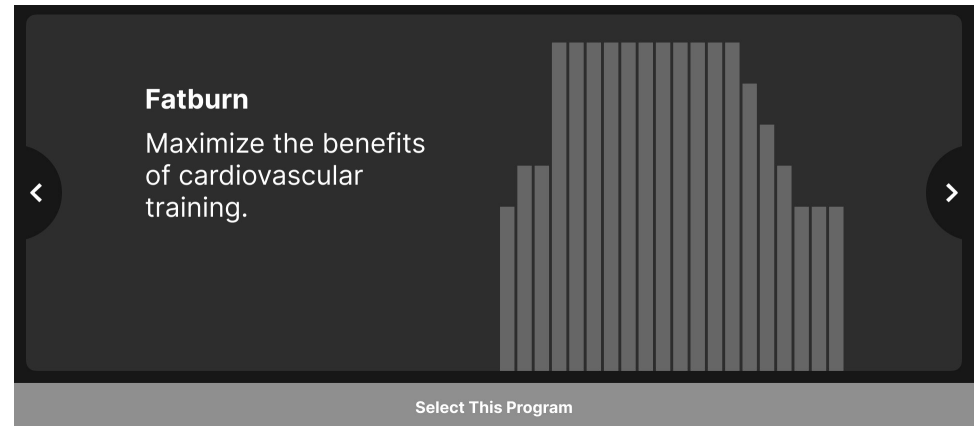 Fatburn
Maximize the benefits
of cardiovascular
training.
Select This Program